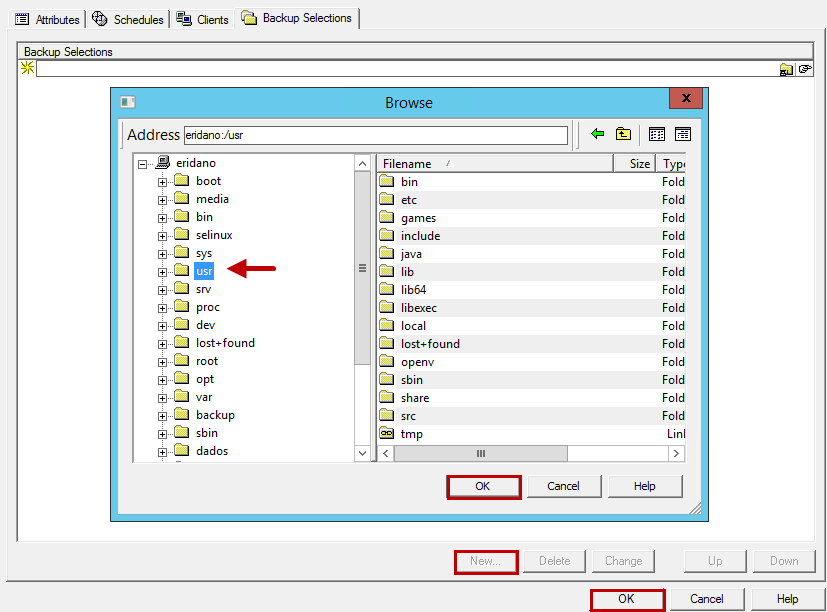 Attributes Schedules Clients Backup Selections
Backup Selections
Browse
Address eridano:/usr
eridano
boot
media
bin
selinux
sys
usr
srv
proc
dev
lost+found
root
opt
var
backup
sbin
dados
Filename Size Type
bin Fold
etc Fold
games Fold
include Fold
java Fold
lib Fold
lib64 Fold
libexec Fold
local Fold
lost+found Fold
openv Fold
sbin Fold
share Fold
src Fold
tmp Link
OK Cancel Help
New... Delete Change Up Down
OK Cancel Help